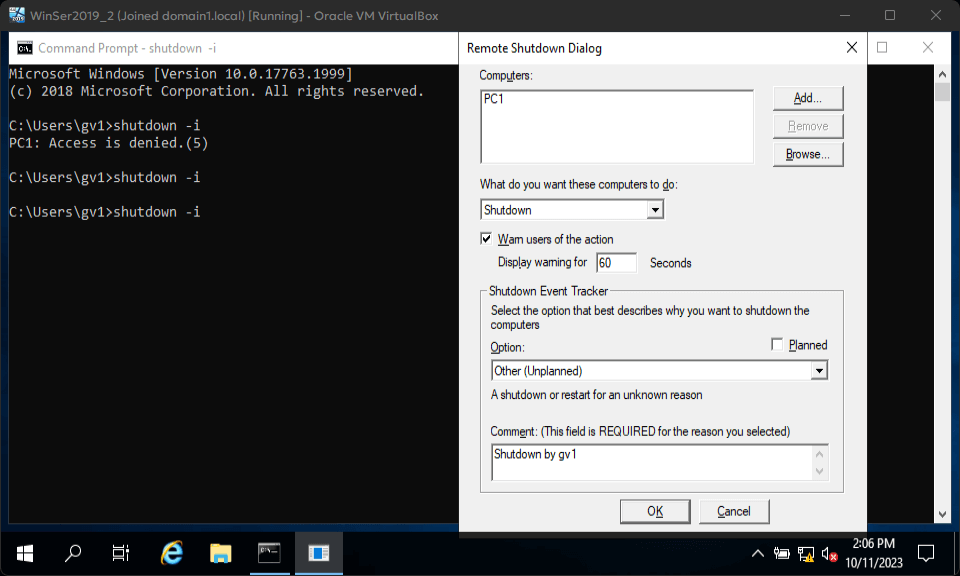 WinSer2019_2 (Joined domain1.local) [Running] - Oracle VM VirtualBox
Command Prompt - shutdown -i
Microsoft Windows [Version 10.0.17763.1999]
(c) 2018 Microsoft Corporation. All rights reserved.
C:\Users\gv1>shutdown -i
PC1: Access is denied.(5)
C:\Users\gv1>shutdown -i
C:\Users\gv1>shutdown -i
Remote Shutdown Dialog
Computers:
PC1
Add...
Remove
Browse...
What do you want these computers to do:
Shutdown
Warn users of the action
Display warning for 60 Seconds
Shutdown Event Tracker
Select the option that best describes why you want to shutdown the
computers
Planned
Option:
Other (Unplanned)
A shutdown or restart for an unknown reason
Comment: (This field is REQUIRED for the reason you selected)
Shutdown by gv1
OK Cancel
2:06 PM
10/11/2023